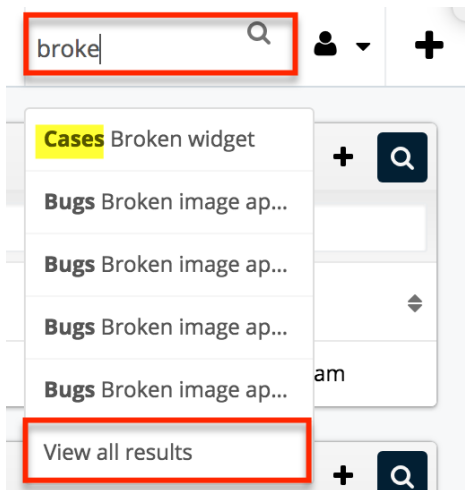 broke
Cases Broken widget
Bugs Broken image ap...
Bugs Broken image ap...
Bugs Broken image ap...
Bugs Broken image ap...
am
View all results